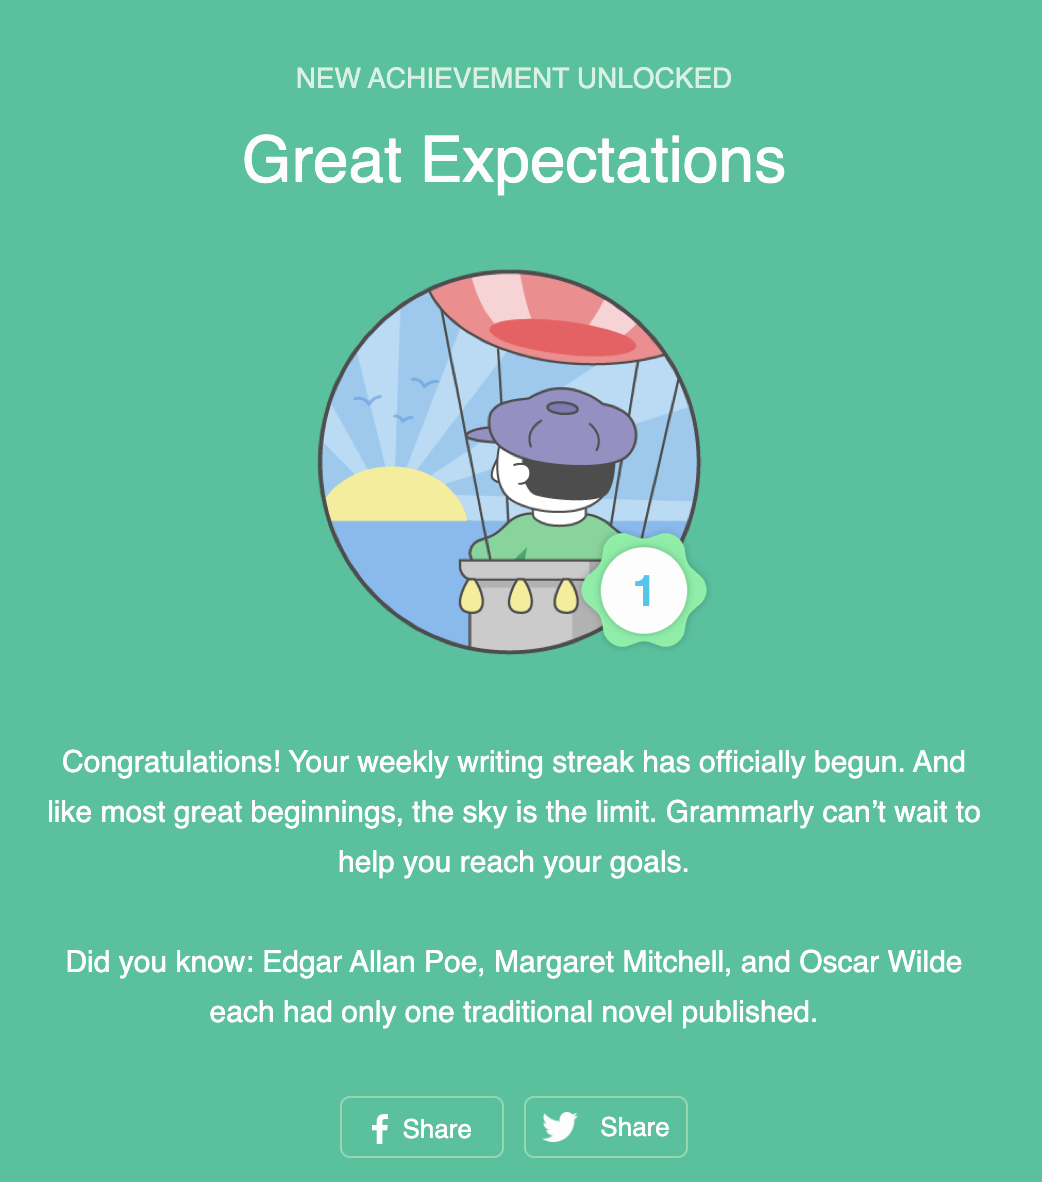 NEW ACHIEVEMENT UNLOCKED
Great Expectations
1
Congratulations! Your weekly writing streak has officially begun. And
like most great beginnings, the sky is the limit. Grammarly can’t wait to
help you reach your goals.
Did you know: Edgar Allan Poe, Margaret Mitchell, and Oscar Wilde
each had only one traditional novel published.
Share
Share